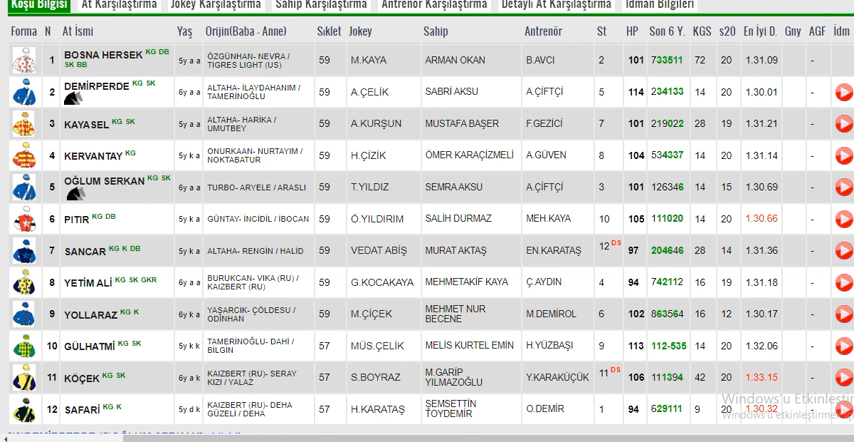 Koşu Bilgisi At Karşılaştırma Jokey Karşılaştırma Sahip Karşılaştırma Antrenör Karşılaştırma Detaylı At Karşılaştırma İdman Bilgileri
Forma N At İsmi Yaş Orijin(Baba - Anne) Sıklet Jokey Sahip Antrenör St HP Son 6 Y. KGS s20 En İyi D. Gny AGF İdm
1 BOSNA HERSEK KG DB SK BB 5y a a ÖZGÜNHAN- NEVRA / TIGRES LIGHT (US) 59 M.KAYA ARMAN OKAN B.AVCI 2 101 733511 72 s20 1.31.09 -
2 DEMİRPERDE KG SK 6y a a ALTAHA- İLAYDAHANIM / TAMERİNOĞLU 59 A.ÇELİK SABRİ AKSU A.ÇİFTÇİ 5 114 234133 14 20 1.30.01 -
3 KAYASEL KG SK 5y a a ALTAHA- HARİKA / UMUTBEY 59 A.KURŞUN MUSTAFA BAŞER F.GEZİCİ 7 101 219022 28 19 1.31.21 -
4 KERVANTAY KG 5y k a ONURKAAN- NURTAYIM / NOKTABATUR 59 H.ÇİZİK ÖMER KARAÇİZMELİ A.GÜVEN 8 104 534337 14 20 1.31.14 -
5 OĞLUM SERKAN KG SK 6y a a TURBO- ARYELE / ARASLI 59 T.YILDIZ SEMRA AKSU A.ÇİFTÇİ 3 101 126346 14 15 1.30.69 -
6 PITIR KG DB 5y k a GÜNTAY- İNCİDİL / İBOCAN 59 Ö.YILDIRIM SALİH DURMAZ MEH.KAYA 10 105 111020 14 20 1.30.66 -
7 SANCAR KG K DB 5y k a ALTAHA- RENGİN / HALİD 59 VEDAT ABİŞ MURAT AKTAŞ EN.KARATAŞ 12 DS 97 204646 28 14 1.31.36 -
8 YETİM ALİ KG SK GKR 6y a a BURUKCAN- VİKA (RU) / KAIZBERT (RU) 59 G.KOCAKAYA MEHMETAKİF KAYA Ç.AYDIN 4 94 742112 16 19 1.31.18 -
9 YOLLARAZ KG K 6y k a YAŞARCIK- ÇÖLDESU / ODİNHAN 59 M.ÇİÇEK MEHMET NUR BECENE M.DEMİROL 6 102 863564 16 12 1.30.17 -
10 GÜLHATMİ KG SK 5y k k TAMERİNOĞLU- DAHİ / BİLGİN 57 MÜS.ÇELİK MELİS KURTEL EMİN H.YÜZBAŞI 9 113 112-535 14 20 1.32.06 -
11 KÖÇEK KG SK 6y a k KAIZBERT (RU)- SERAY KIZI / YALAZ 57 S.BOYRAZ M.GARİP YILMAZOĞLU Y.KARAKÜÇÜK 11 DS 106 111394 42 20 1.33.15 -
12 SAFARİ KG K 5y d k KAIZBERT (RU)- DEHA GÜZELİ / DEHA 57 H.KARATAŞ ŞEMSETTİN TOYDEMİR O.DEMİR 1 94 629111 9 20 1.30.32 -
Windows'u Etkinleştir